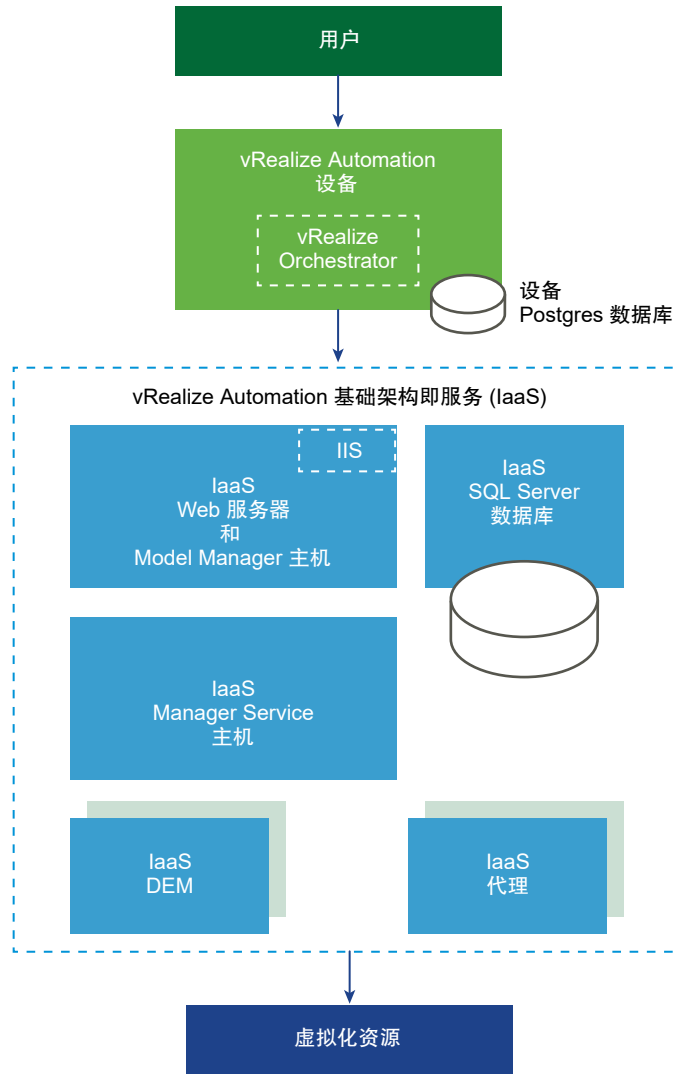 用户
vRealize Automation
设备
vRealize
Orchestrator
设备
Postgres 数据库
vRealize Automation 基础架构即服务 (IaaS)
IIS
IaaS
Web 服务器
和
Model Manager 主机
IaaS
SQL Server
数据库
IaaS
Manager Service
主机
IaaS
DEM
IaaS
代理
虚拟化资源